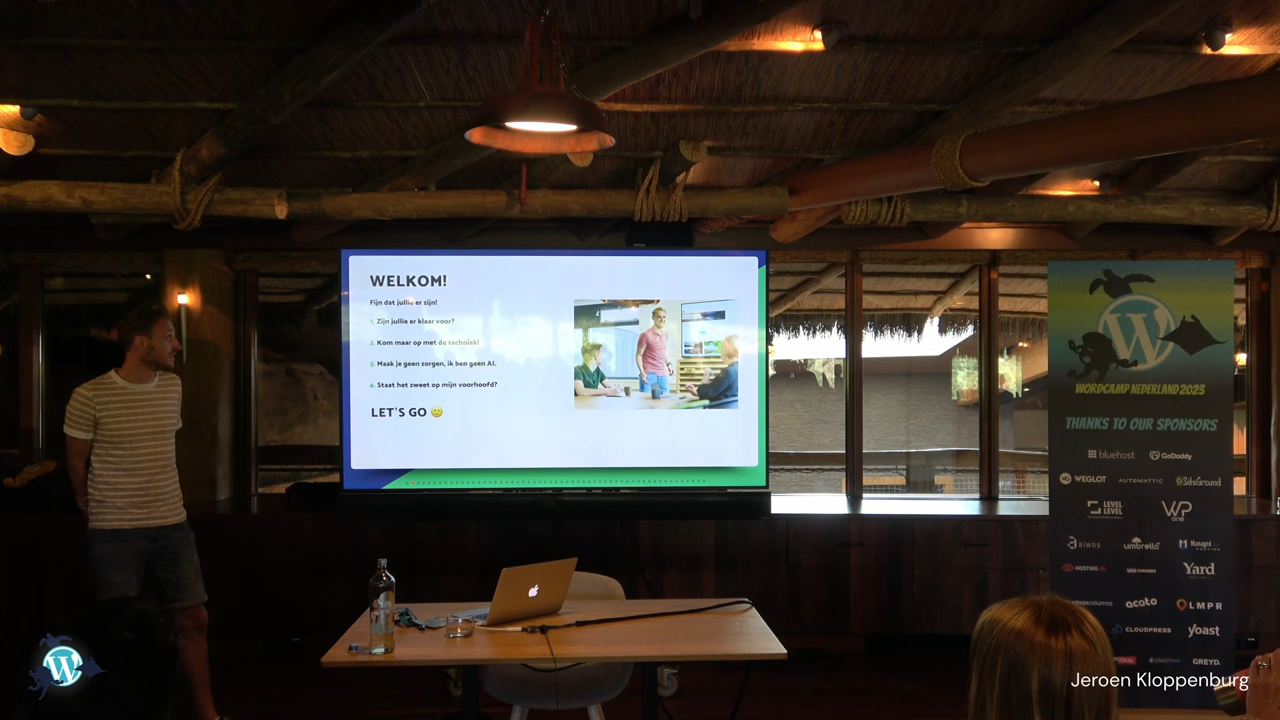 WELKOM!
Fijn dat jullie er zijn!
1. Zijn jullie er klaar voor?
2. Kom maar op met de techniek!
3. Maak je geen zorgen, ik ben geen AI.
4. Staat het zweet op mijn voorhoofd?
LET'S GO 🙂
WORDCAMP NEDERLAND 2023
THANKS TO OUR SPONSORS
bluehost GoDaddy
WEGLOT AUTOMATTIC SiteGround
LEVEL LEVEL WP one
aiwos umbrella Managed
HOSTING Yard
admincolumns acato LMPR
CLOUDPRESS yoast
GREYD.
Jeroen Kloppenburg